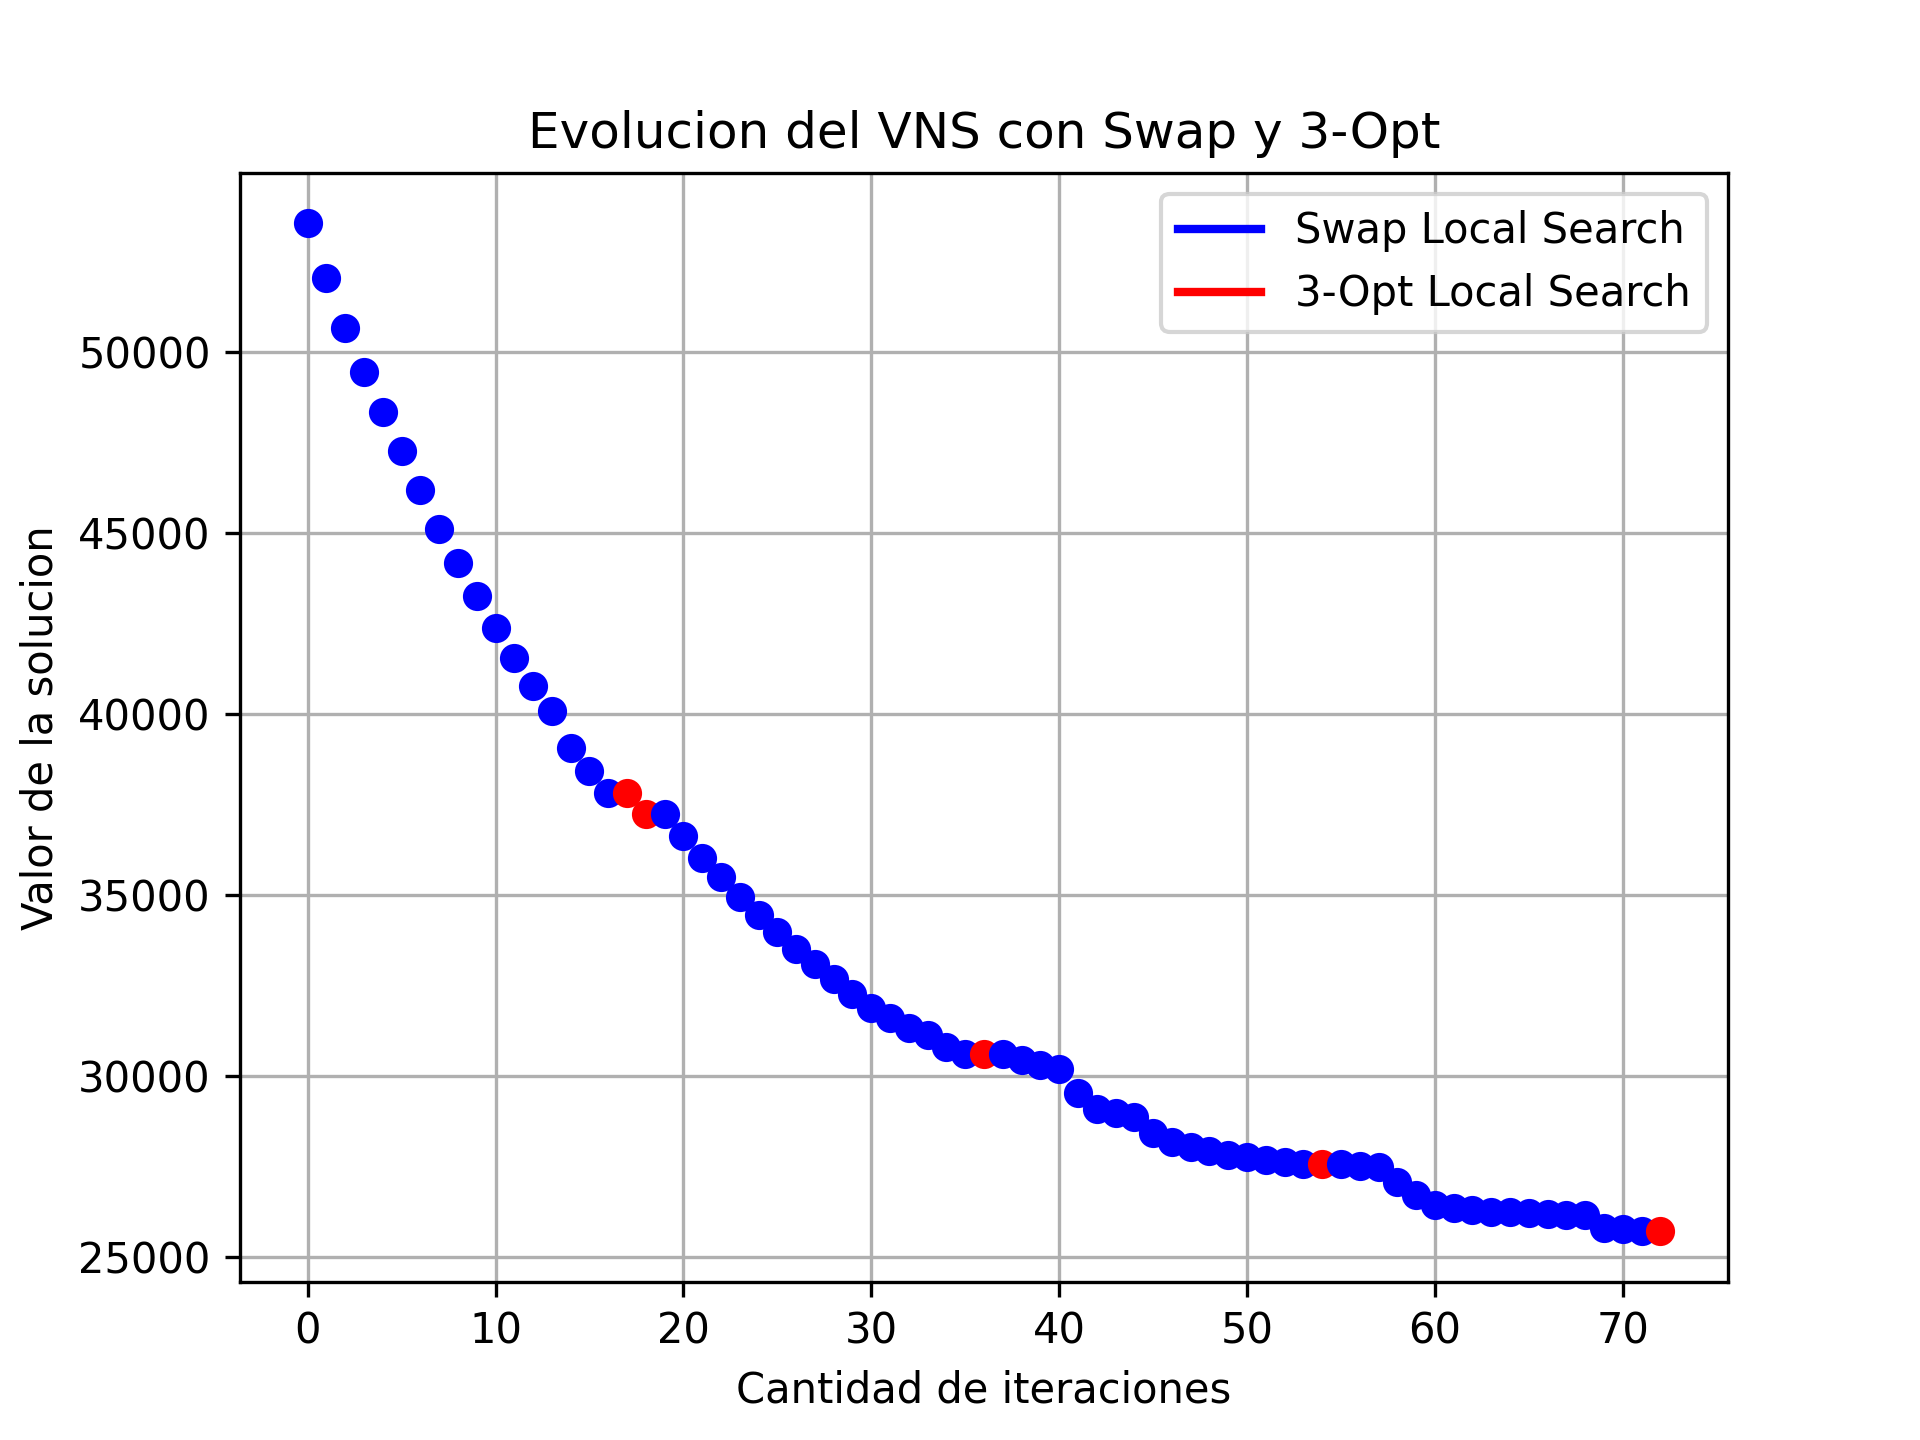 Evolucion del VNS con Swap y 3-Opt
Swap Local Search
3-Opt Local Search
Valor de la solucion
50000
45000
40000
35000
30000
25000
0 10 20 30 40 50 60 70
Cantidad de iteraciones